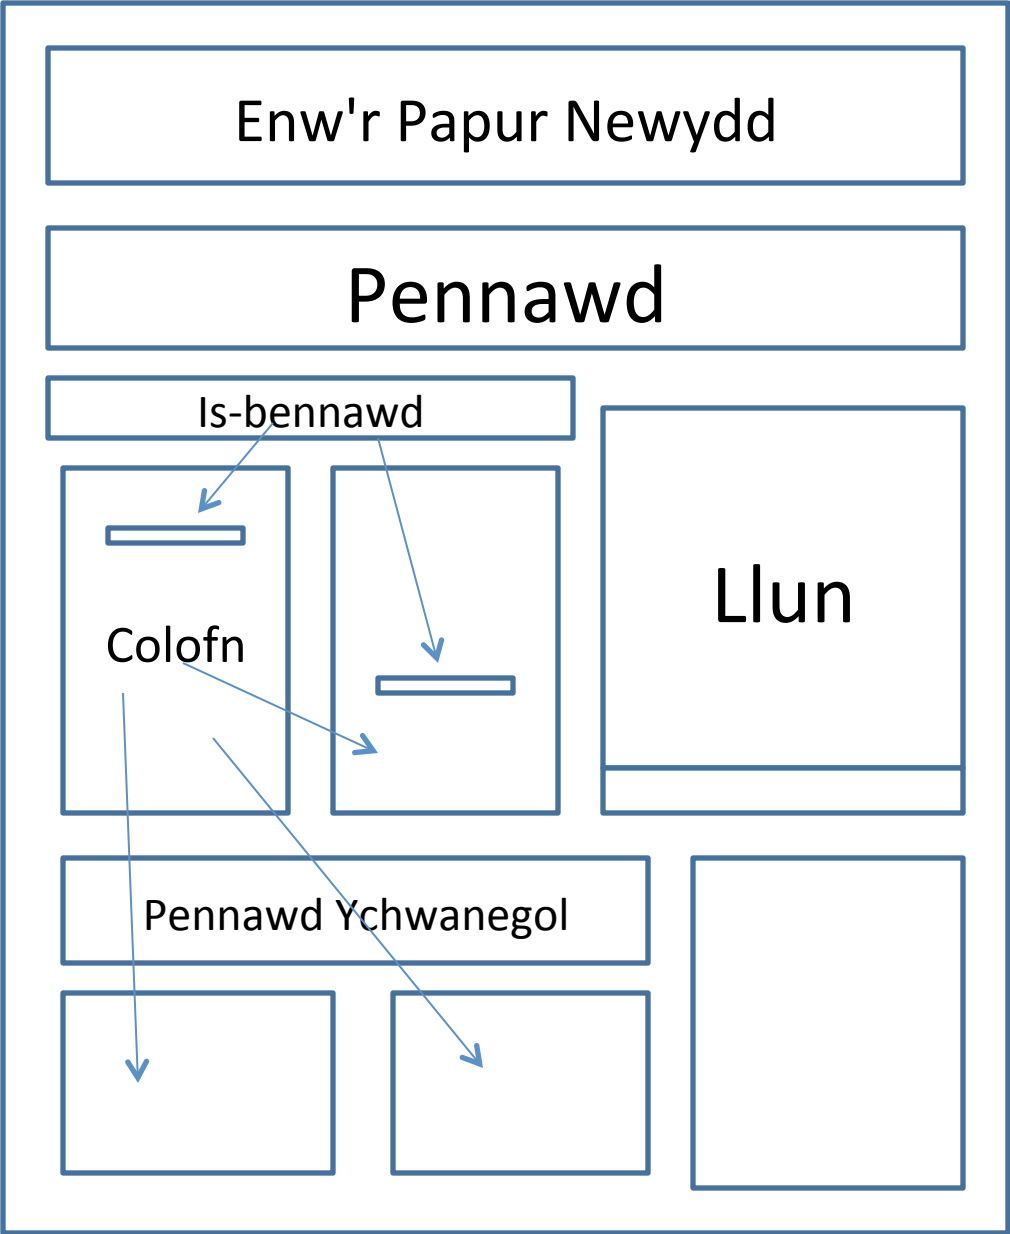 Enw'r Papur Newydd
Pennawd
Is-bennawd
Llun
Colofn
Pennawd Ychwanegol